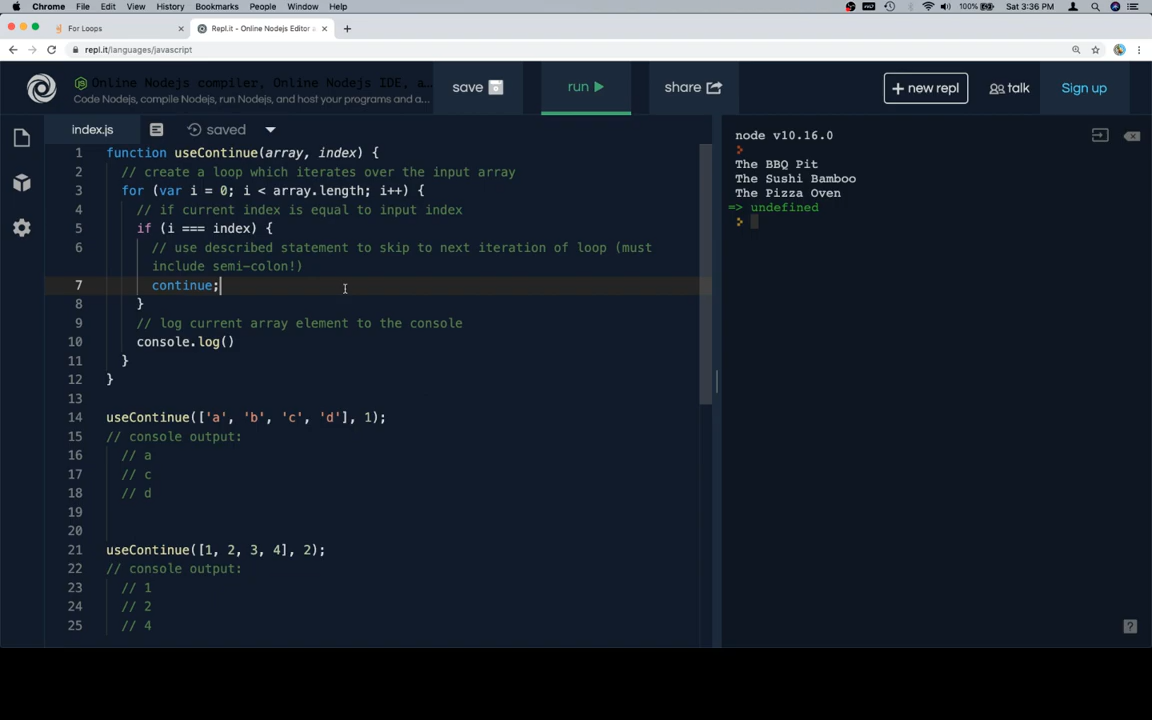 Chrome File Edit View History Bookmarks People Window Help 100% Sat 3:36 PM
For Loops Repl.it - Online Nodejs Editor a
repl.it/languages/javascript
Online Nodejs compiler, Online Nodejs IDE, a...
Code Nodejs, compile Nodejs, run Nodejs, and host your programs and a...
save run share + new repl talk Sign up
index.js saved
1 function useContinue(array, index) {
2 // create a loop which iterates over the input array
3 for (var i = 0; i < array.length; i++) {
4 // if current index is equal to input index
5 if (i === index) {
6 // use described statement to skip to next iteration of loop (must
include semi-colon!)
7 continue;
8 }
9 // log current array element to the console
10 console.log()
11 }
12 }
13
14 useContinue(['a', 'b', 'c', 'd'], 1);
15 // console output:
16 // a
17 // c
18 // d
19
20
21 useContinue([1, 2, 3, 4], 2);
22 // console output:
23 // 1
24 // 2
25 // 4
node v10.16.0
The BBQ Pit
The Sushi Bamboo
The Pizza Oven
=> undefined
?